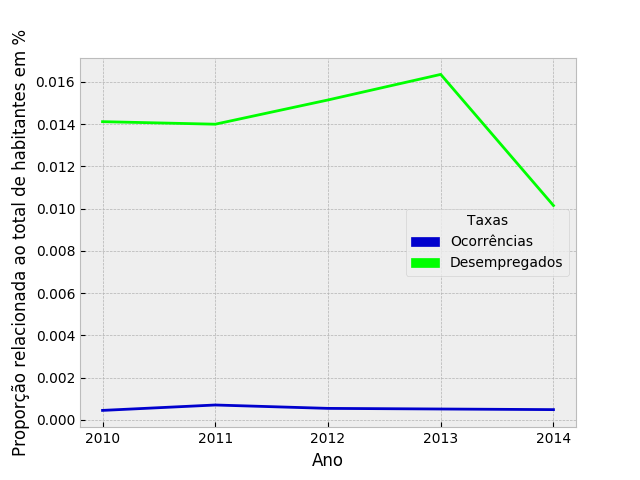 Proporção relacionada ao total de habitantes em %
0.016
0.014
0.012
0.010
0.008
0.006
0.004
0.002
0.000
Taxas
Ocorrências
Desempregados
2010 2011 2012 2013 2014
Ano